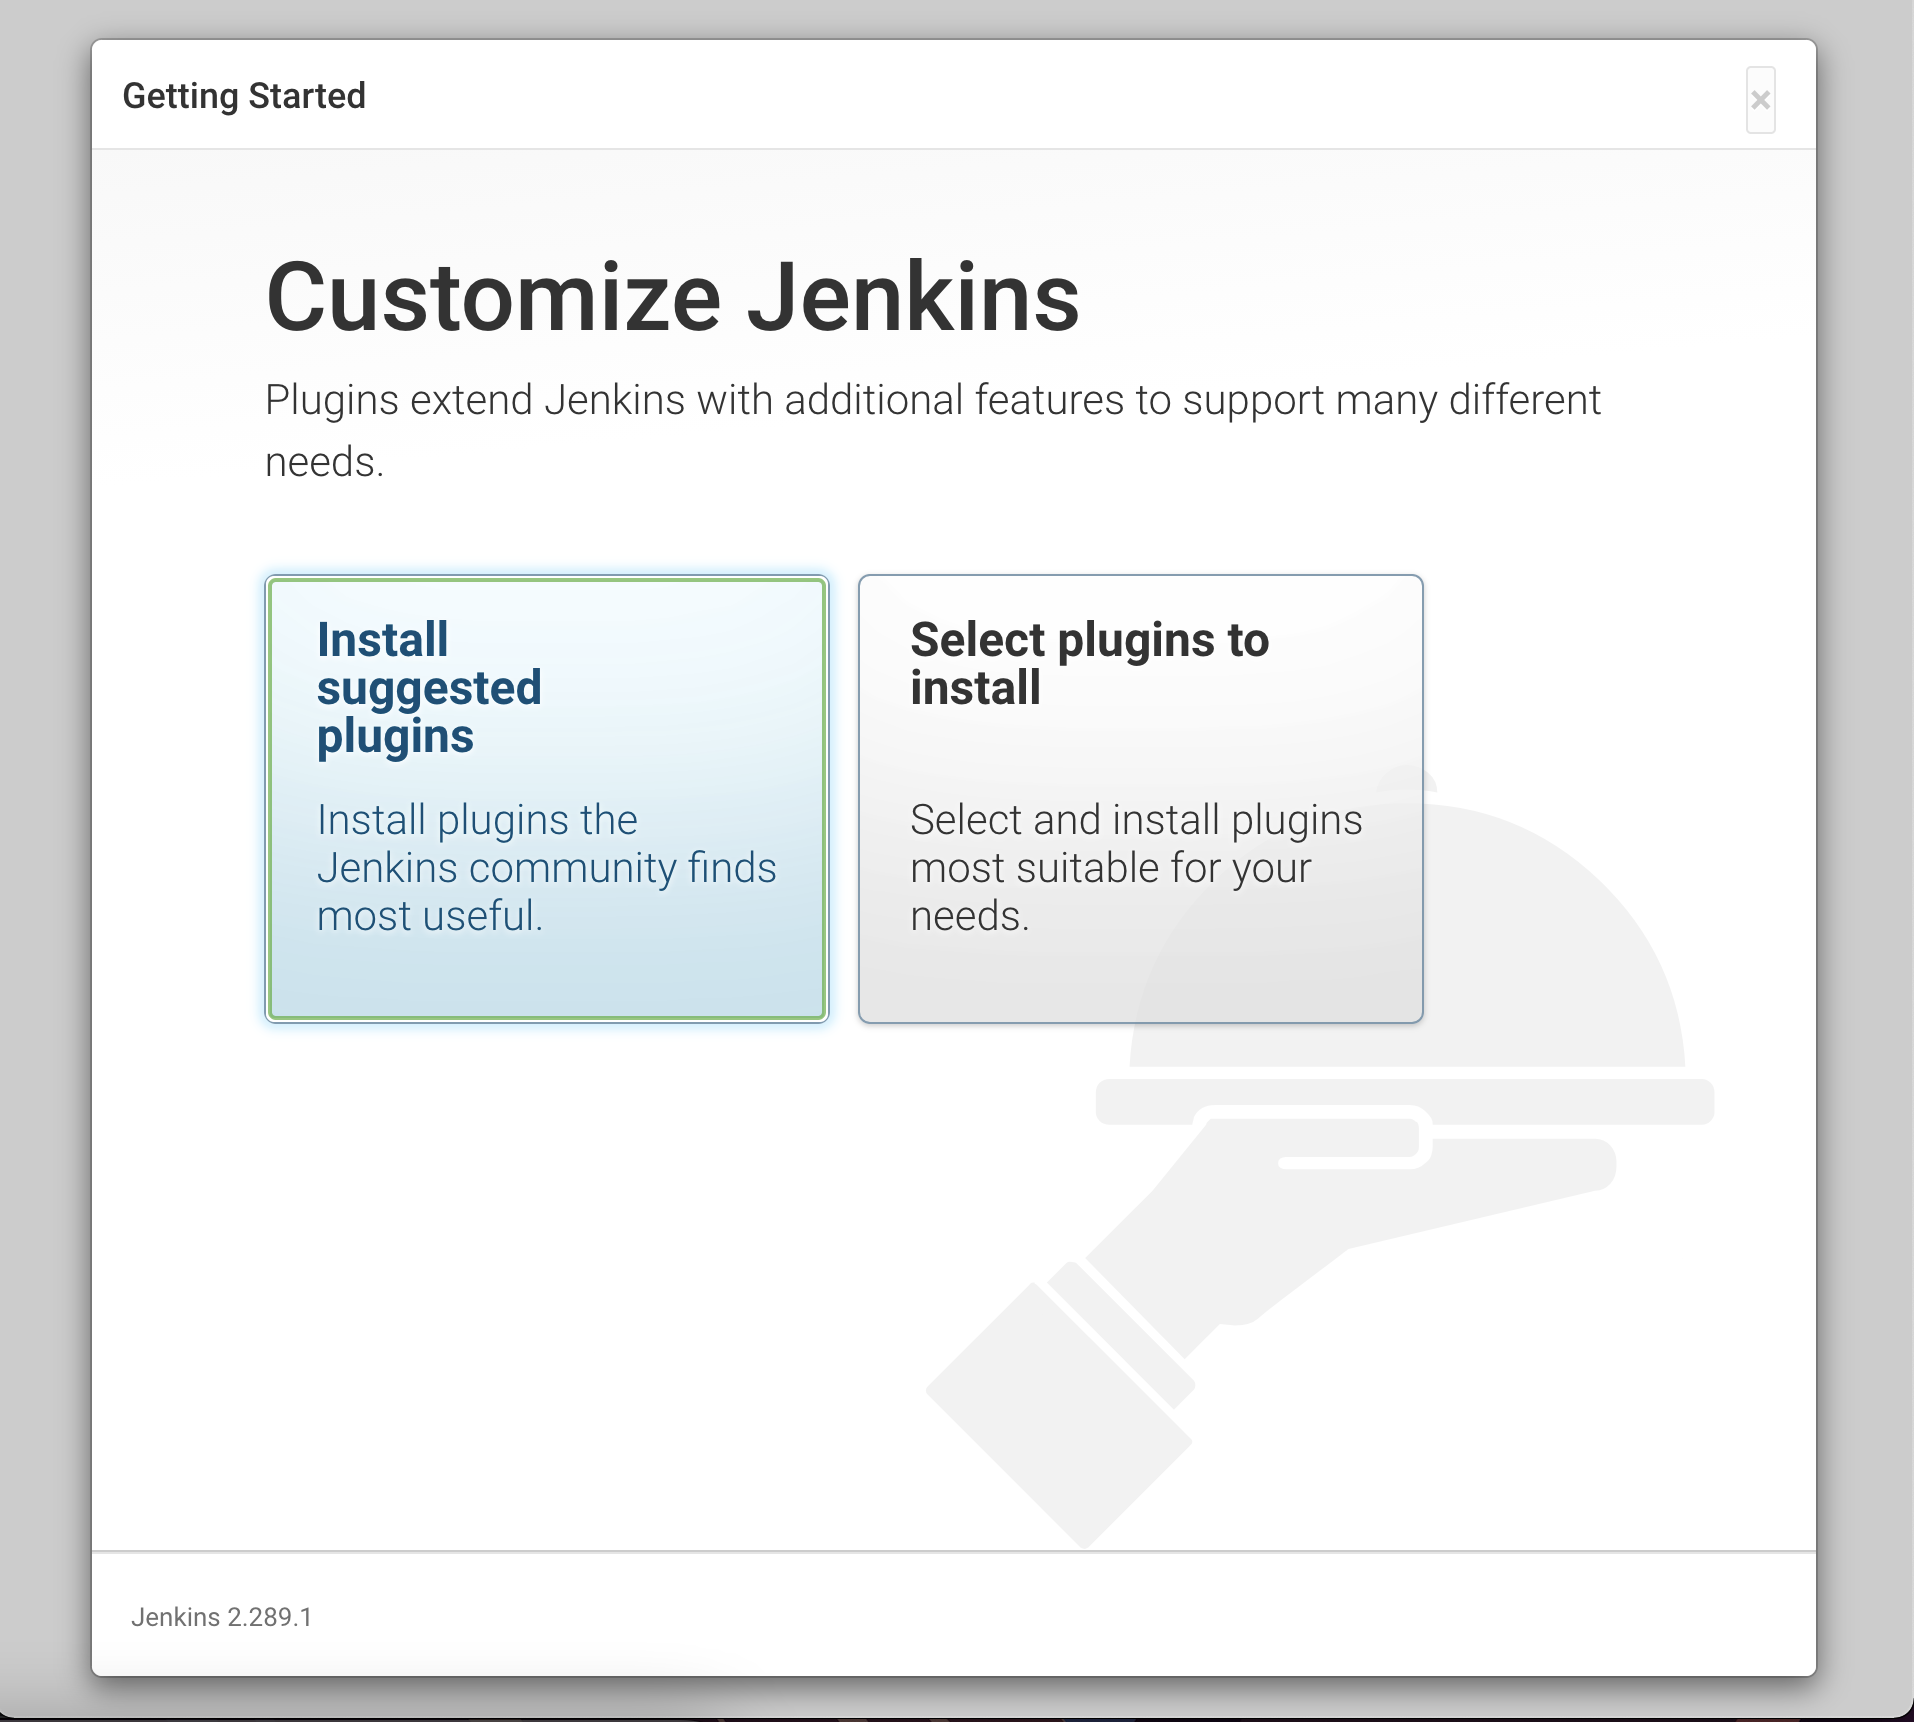 Getting Started
×
Customize Jenkins
Plugins extend Jenkins with additional features to support many different
needs.
Install
suggested
plugins
Install plugins the
Jenkins community finds
most useful.
Select plugins to
install
Select and install plugins
most suitable for your
needs.
Jenkins 2.289.1